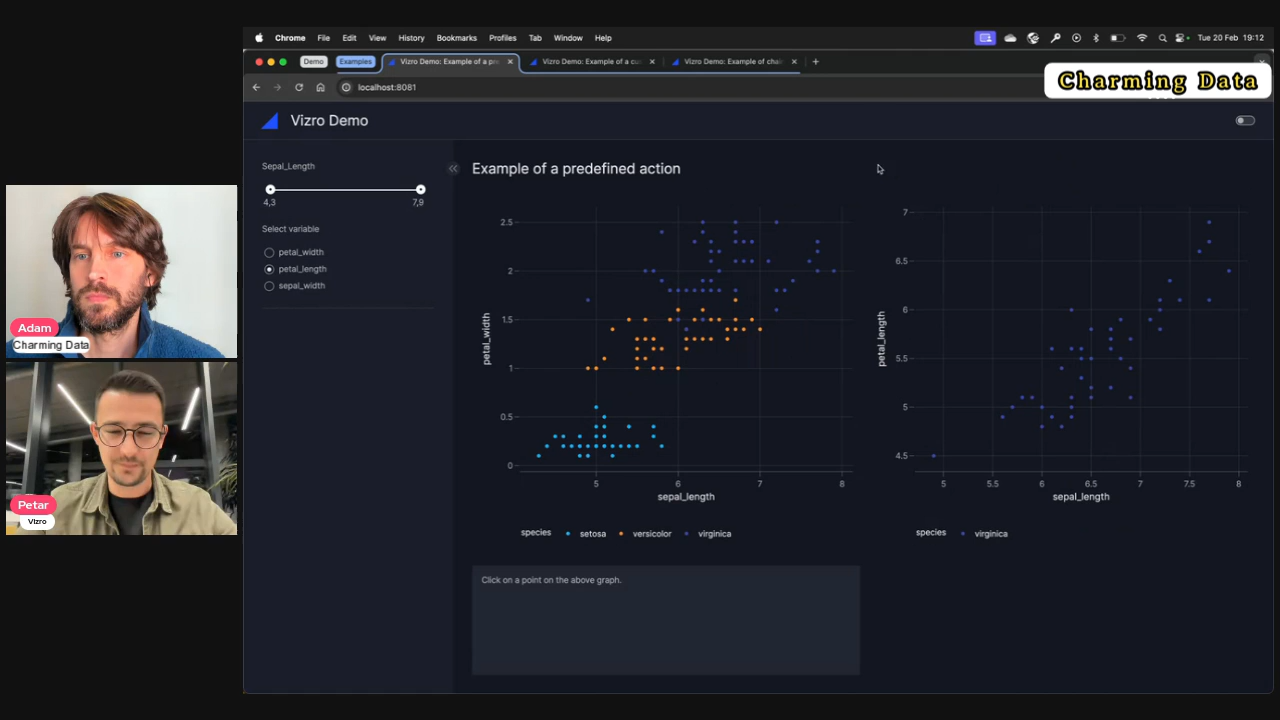 Chrome File Edit View History Bookmarks Profiles Tab Window Help
Tue 20 Feb 19:12
Demo Examples Vizro Demo: Example of a pre Vizro Demo: Example of a cu Vizro Demo: Example of chai
localhost:8081
Charming Data
Vizro Demo
Sepal_Length
4,3 7,9
Select variable
petal_width
petal_length
sepal_width
Example of a predefined action
2.5
2
1.5
1
0.5
0
petal_width
5 6 7 8
sepal_length
species setosa versicolor virginica
7
6.5
6
5.5
5
4.5
petal_length
5 5.5 6 6.5 7 7.5 8
sepal_length
species virginica
Click on a point on the above graph.
Adam
Charming Data
Petar
Vizro